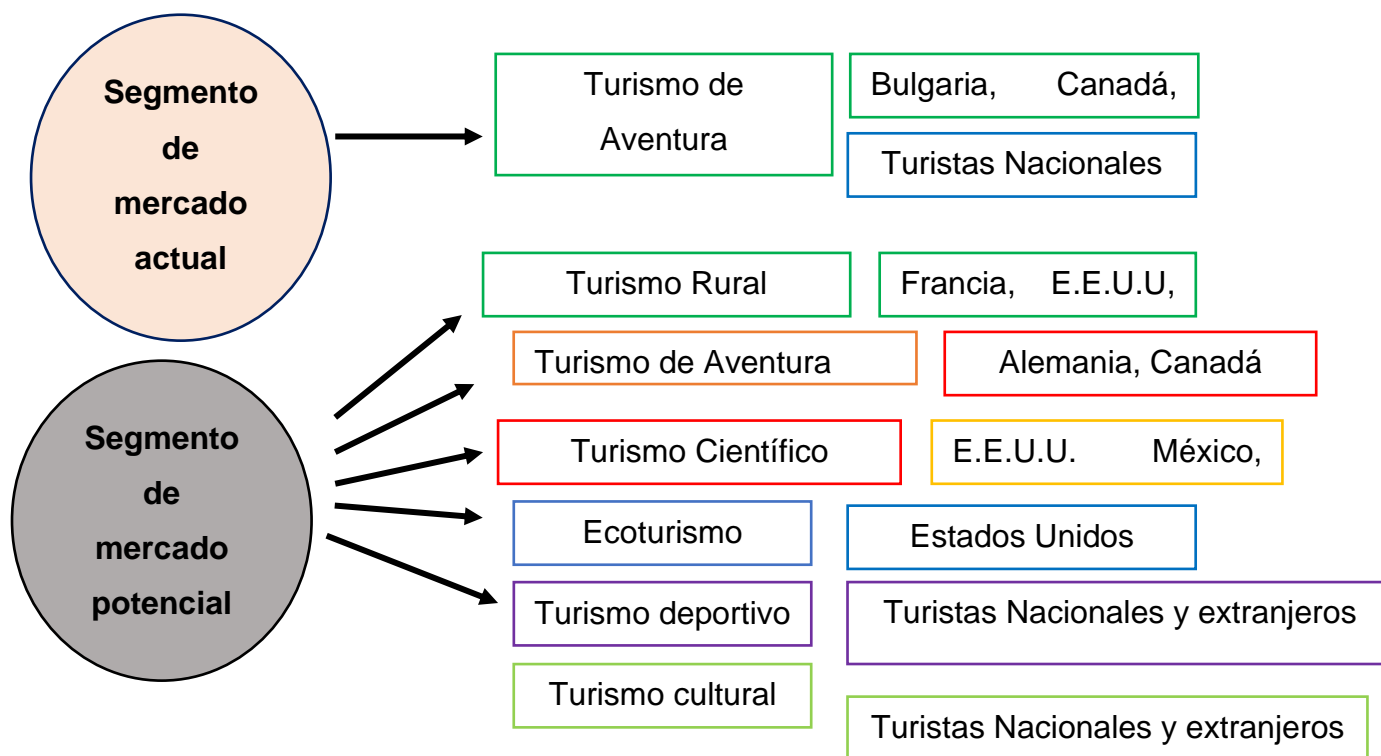 Segmento
de
mercado
actual
Turismo de
Aventura
Bulgaria, Canadá,
Turistas Nacionales
Segmento
de
mercado
potencial
Turismo Rural
Francia, E.E.U.U,
Turismo de Aventura
Alemania, Canadá
Turismo Científico
E.E.U.U. México,
Ecoturismo
Estados Unidos
Turismo deportivo
Turistas Nacionales y extranjeros
Turismo cultural
Turistas Nacionales y extranjeros